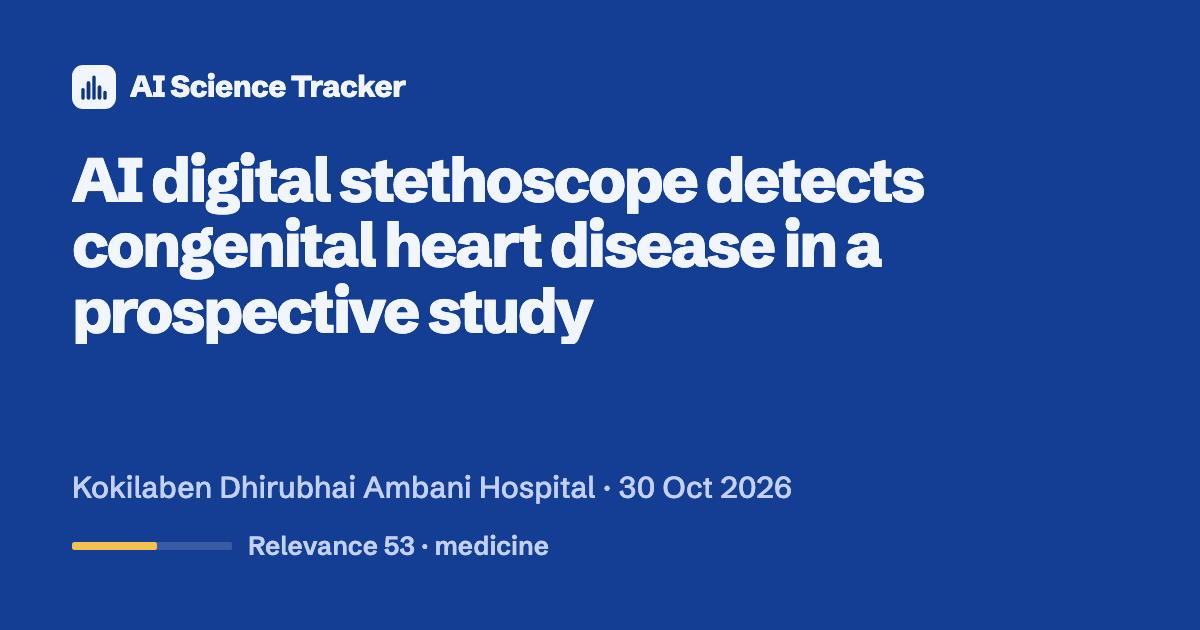 AI Science Tracker
AI digital stethoscope detects
congenital heart disease in a
prospective study
Kokilaben Dhirubhai Ambani Hospital · 30 Oct 2026
Relevance 53 · medicine